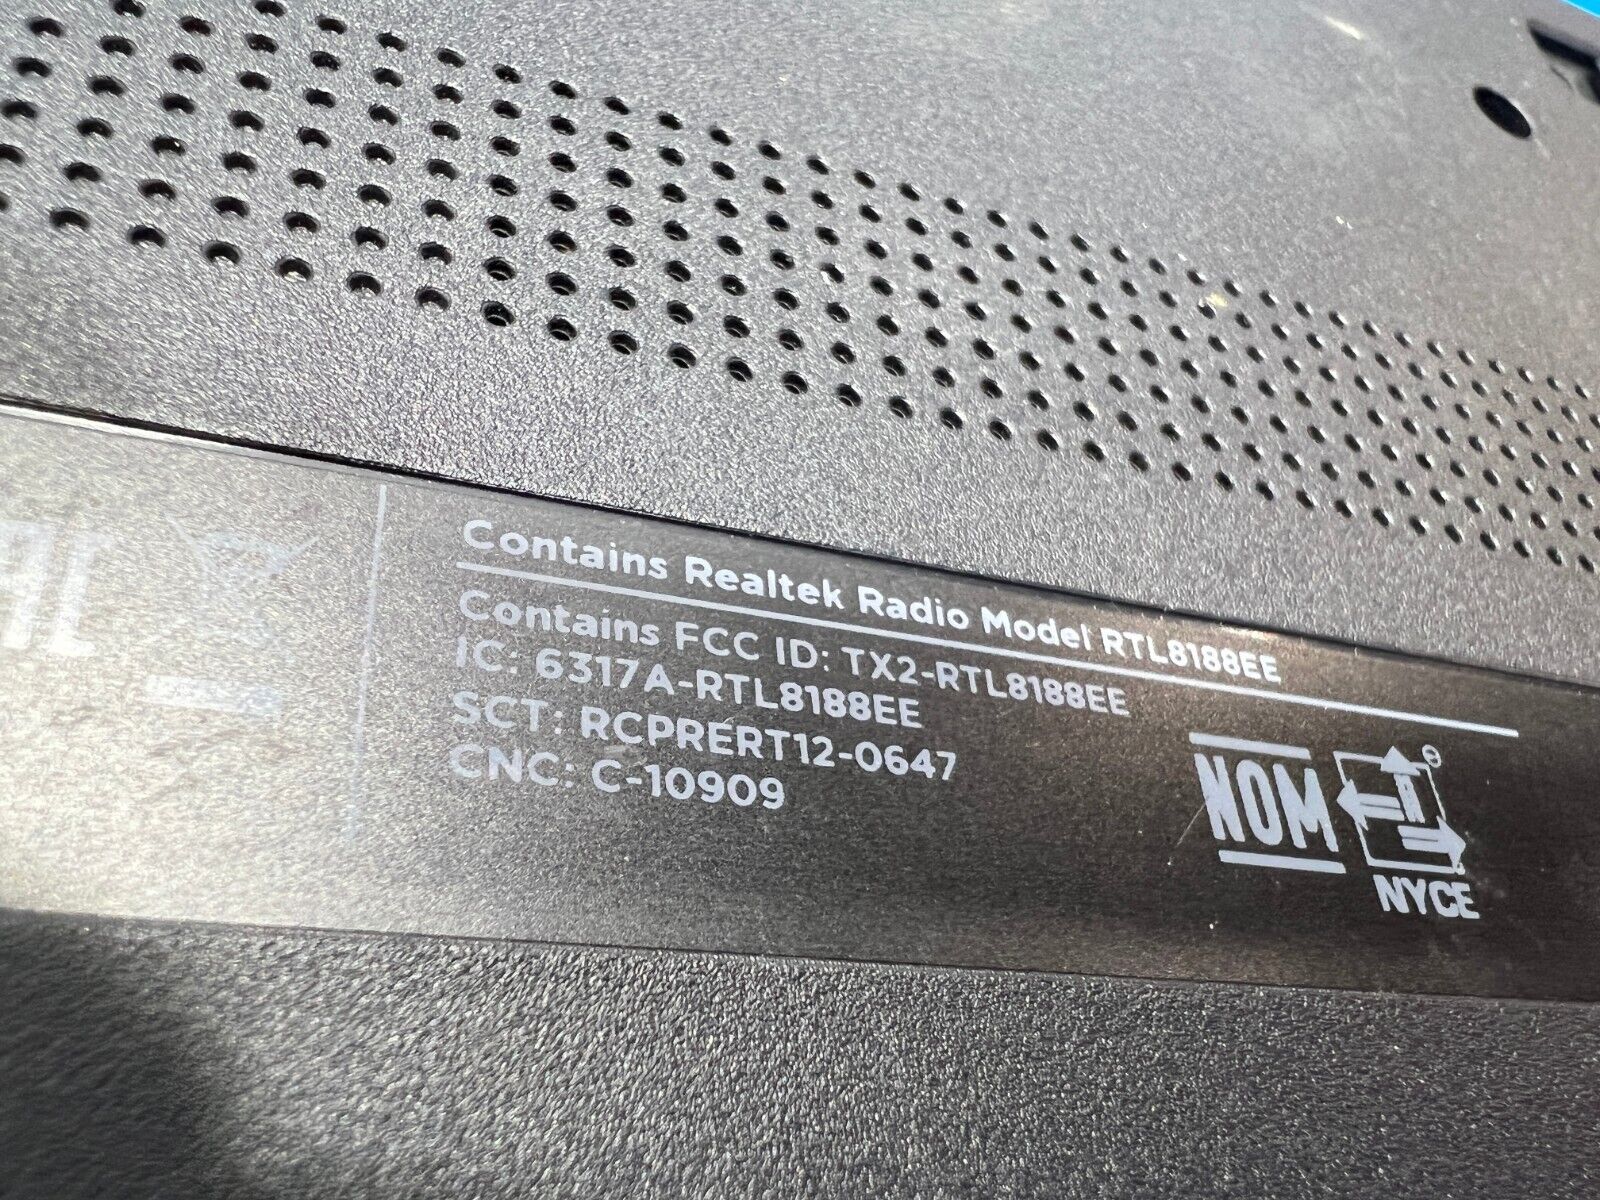 Contains Realtek Radio Model RTL8188EE
Contains FCC ID: TX2-RTL8188EE
IC: 6317A-RTL8188EE
SCT: RCPRERT12-0647
CNC: C-10909
NOM
NYCE